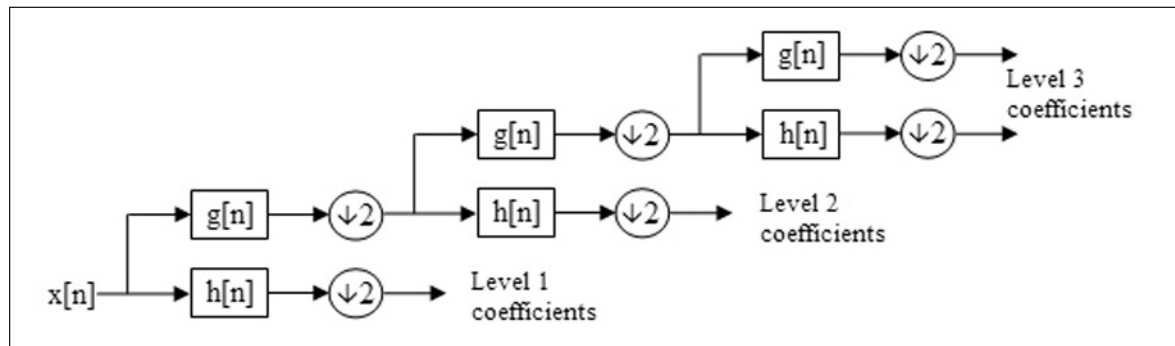 g[n] ↓2
Level 3
coefficients
g[n] ↓2 h[n] ↓2
g[n] ↓2 h[n] ↓2
Level 2
coefficients
x[n] h[n] ↓2
Level 1
coefficients